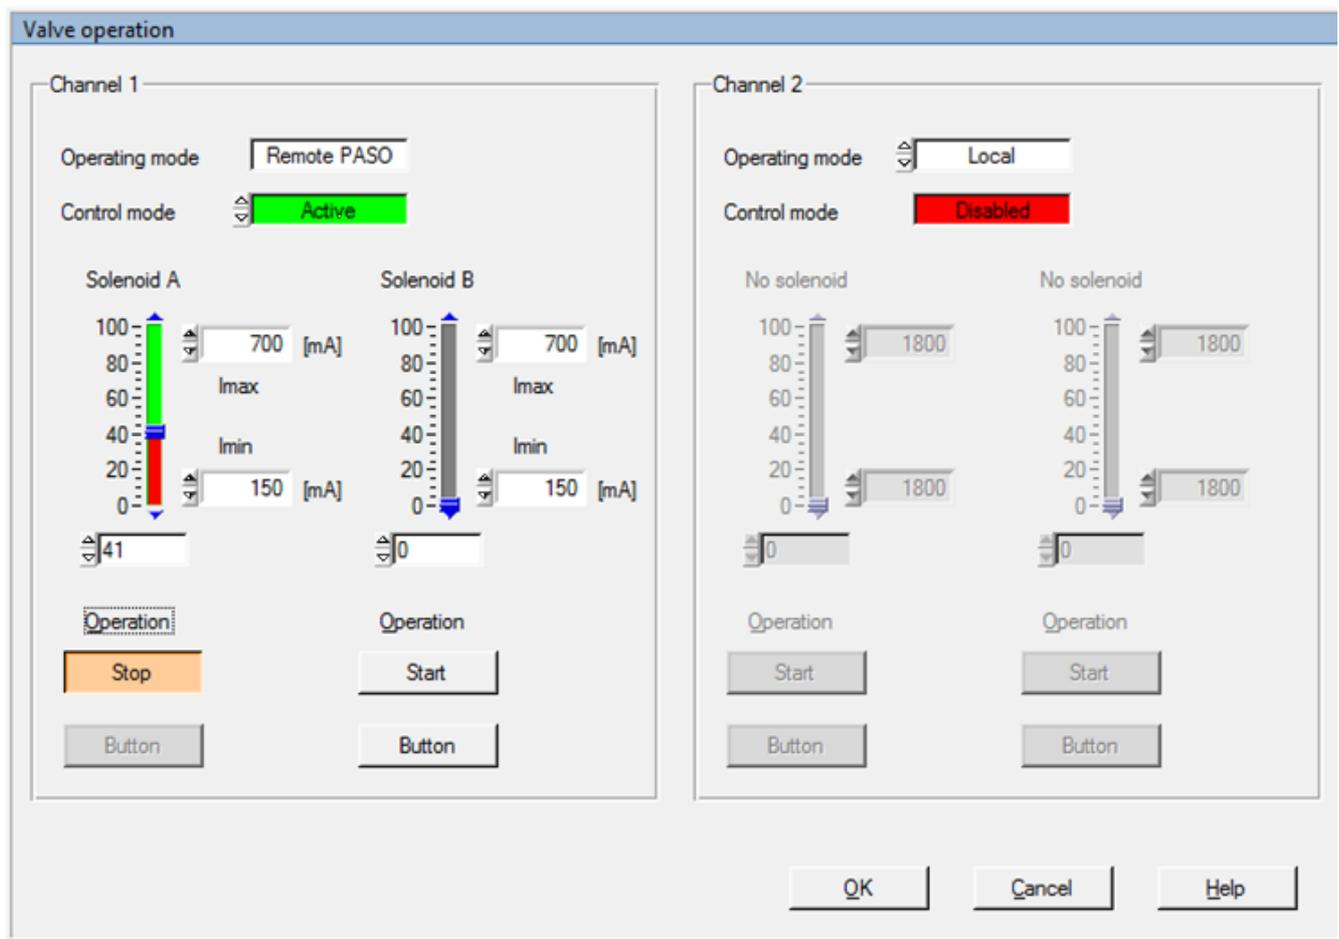 Valve operation
Channel 1
Operating mode Remote PASO
Control mode Active
Solenoid A Solenoid B
100 700 [mA] 100 700 [mA]
80 80
Imax Imax
60 60
40 40
Imin Imin
20 20
150 [mA] 150 [mA]
0 0
41 0
Operation Operation
Stop Start
Button Button
Channel 2
Operating mode Local
Control mode Disabled
No solenoid No solenoid
100 1800 100 1800
80 80
60 60
40 40
20 20
1800 1800
0 0
0 0
Operation Operation
Start Start
Button Button
OK Cancel Help